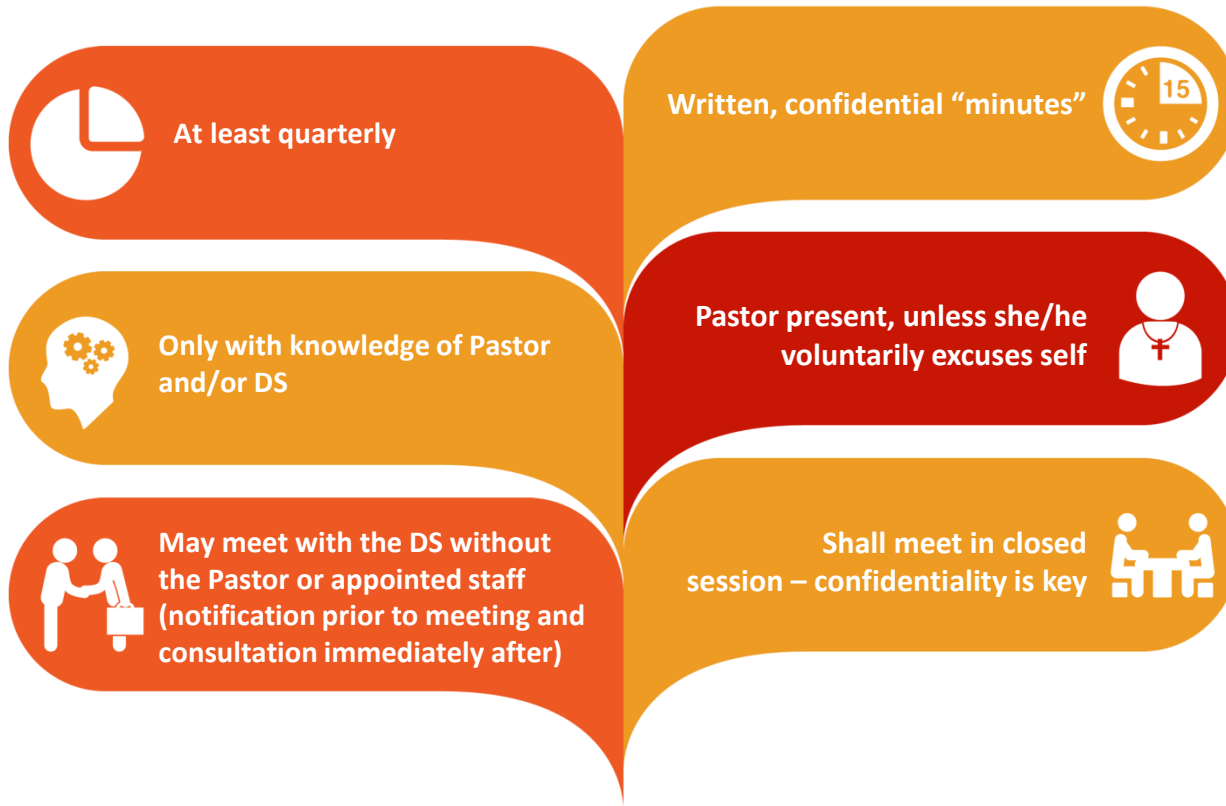 At least quarterly
Written, confidential “minutes”
15
Only with knowledge of Pastor
and/or DS
Pastor present, unless she/he
voluntarily excuses self
May meet with the DS without
the Pastor or appointed staff
(notification prior to meeting and
consultation immediately after)
Shall meet in closed
session – confidentiality is key